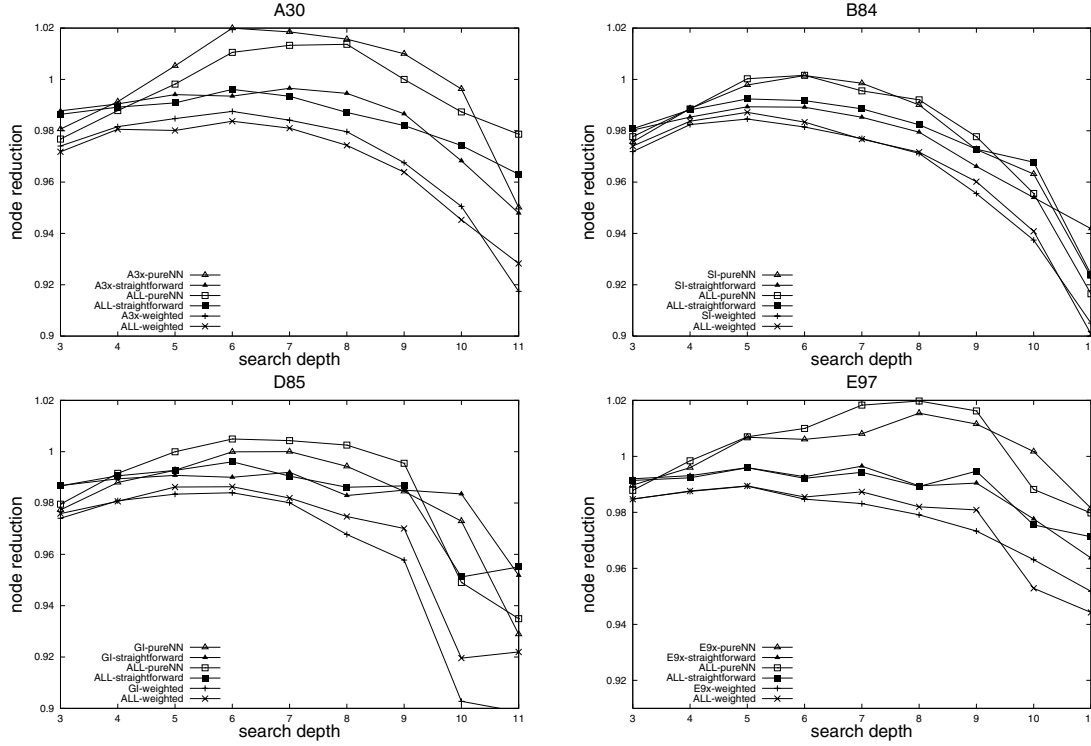 A30
1.02
1
0.98
0.96
0.94
0.92
0.9
node reduction
A3x-pureNN
A3x-straightforward
ALL-pureNN
ALL-straightforward
A3x-weighted
ALL-weighted
3 4 5 6 7 8 9 10 11
search depth
B84
1.02
1
0.98
0.96
0.94
0.92
0.9
node reduction
SI-pureNN
SI-straightforward
ALL-pureNN
ALL-straightforward
SI-weighted
ALL-weighted
3 4 5 6 7 8 9 10 1
search depth
D85
1.02
1
0.98
0.96
0.94
0.92
0.9
node reduction
GI-pureNN
GI-straightforward
ALL-pureNN
ALL-straightforward
GI-weighted
ALL-weighted
3 4 5 6 7 8 9 10 11
search depth
E97
1.02
1
0.98
0.96
0.94
0.92
node reduction
E9x-pureNN
E9x-straightforward
ALL-pureNN
ALL-straightforward
E9x-weighted
ALL-weighted
3 4 5 6 7 8 9 10 1
search depth